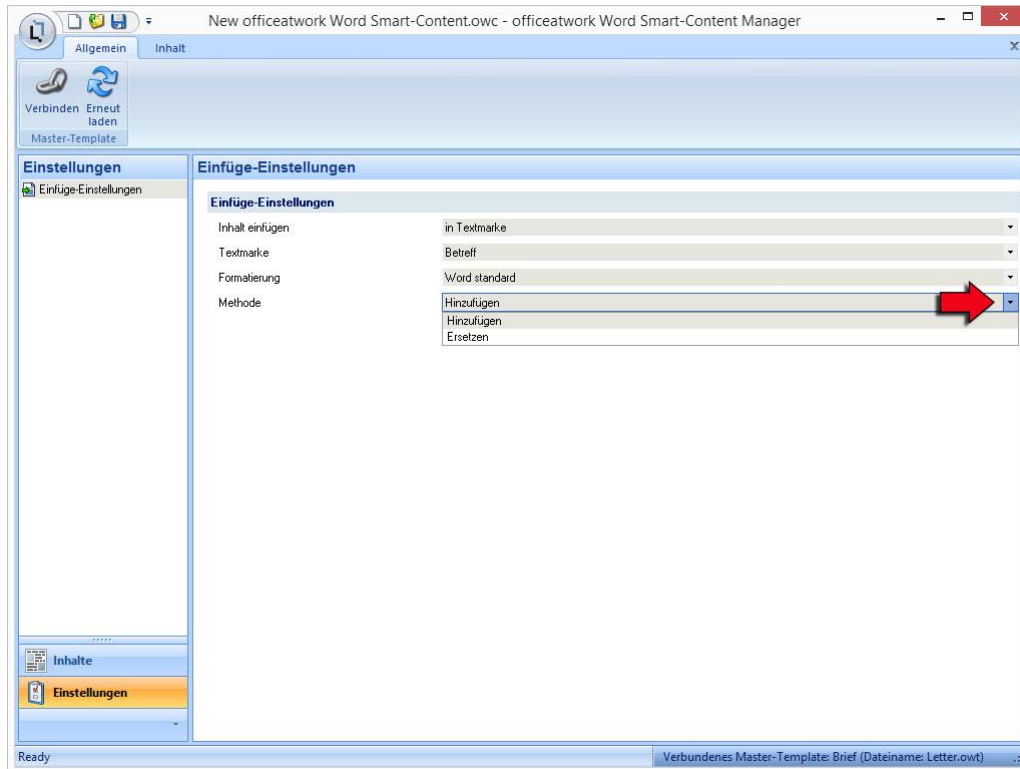 New officeatwork Word Smart-Content.owc - officeatwork Word Smart-Content Manager
Allgemein Inhalt
Verbinden Erneut
laden
Master-Template
Einstellungen
Einfüge-Einstellungen
Einfüge-Einstellungen
Einfüge-Einstellungen
Inhalt einfügen in Textmarke
Textmarke Betreff
Formatierung Word standard
Methode Hinzufügen
Hinzufügen
Ersetzen
Inhalte
Einstellungen
Ready Verbundenes Master-Template: Brief (Dateiname: Letter.owt)